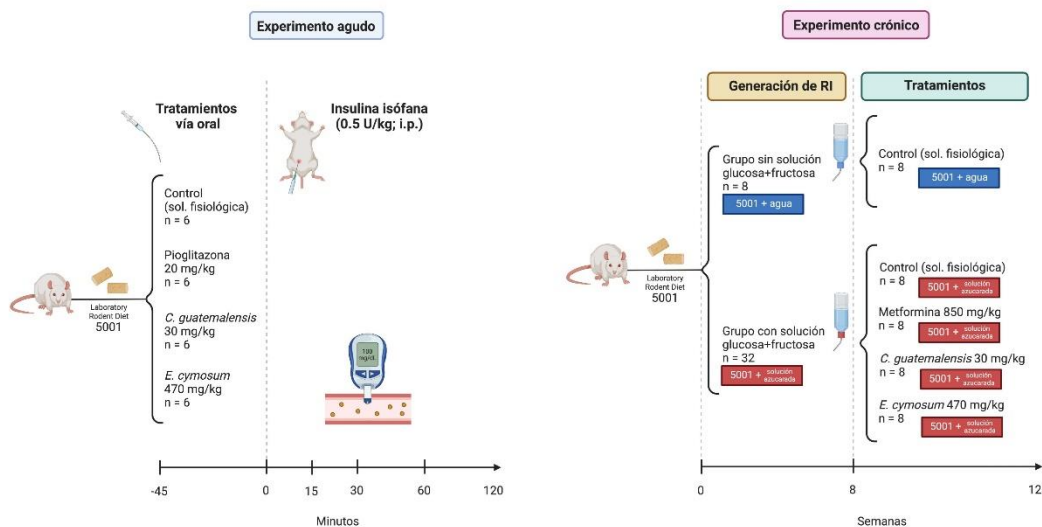 Experimento agudo
Tratamientos
vía oral
Insulina isófana
(0.5 U/kg; i.p.)
Control
(sol. fisiológica)
n = 6
Pioglitazona
20 mg/kg
n = 6
Laboratory
Rodent Diet
5001
C. guatemalensis
30 mg/kg
n = 6
E. cymosum
470 mg/kg
n = 6
100
mg/dL
-45
0
15
30
60
120
Minutos
Experimento crónico
Generación de RI
Tratamientos
Grupo sin solución
glucosa+fructosa
n = 8
5001 + agua
Control (sol. fisiológica)
n = 8
5001 + agua
Laboratory
Rodent Diet
5001
Grupo con solución
glucosa+fructosa
n = 32
5001 + solución
azucarada
Control (sol. fisiológica)
n = 8
5001 + solución
azucarada
Metformina 850 mg/kg
n = 8
5001 + solución
azucarada
C. guatemalensis 30 mg/kg
n = 8
5001 + solución
azucarada
E. cymosum 470 mg/kg
n = 8
5001 + solución
azucarada
0
8
12
Semanas